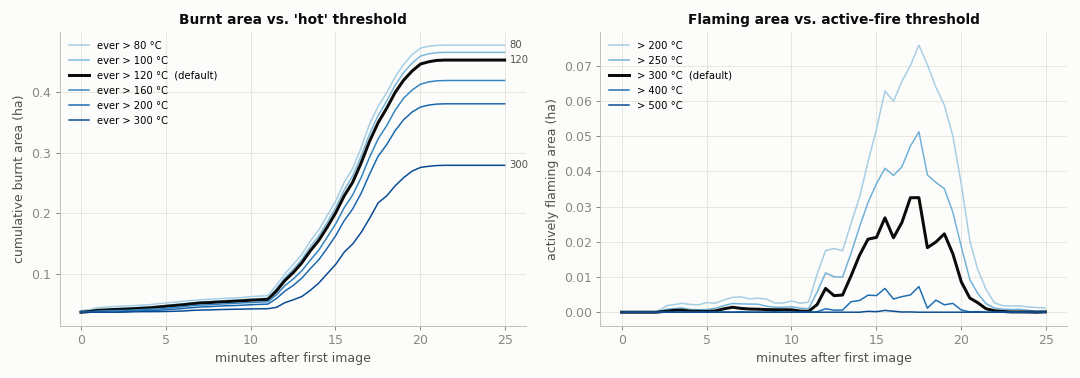 Burnt area vs. 'hot' threshold
ever > 80 °C
ever > 100 °C
ever > 120 °C  (default)
ever > 160 °C
ever > 200 °C
ever > 300 °C
80
120
300
0.4
0.3
0.2
0.1
cumulative burnt area (ha)
0 5 10 15 20 25
minutes after first image
Flaming area vs. active-fire threshold
> 200 °C
> 250 °C
> 300 °C  (default)
> 400 °C
> 500 °C
0.07
0.06
0.05
0.04
0.03
0.02
0.01
0.00
actively flaming area (ha)
0 5 10 15 20 25
minutes after first image